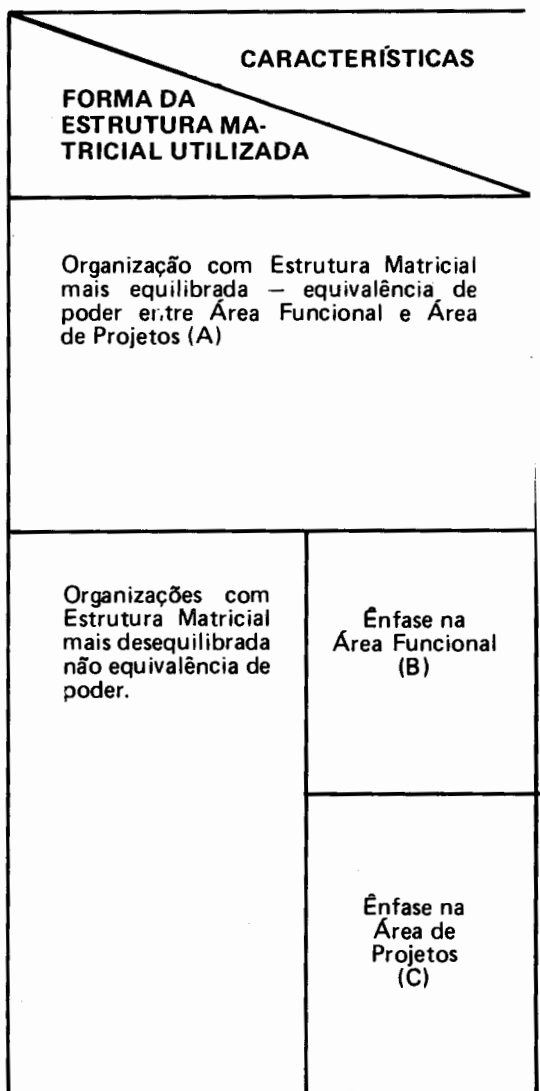 CARACTERÍSTICAS
FORMA DA
ESTRUTURA MA-
TRICIAL UTILIZADA
Organização com Estrutura Matricial
mais equilibrada — equivalência de
poder er.tre Área Funcional e Área
de Projetos (A)
Organizações com
Estrutura Matricial
mais desequilibrada
não equivalência de
poder.
Ênfase na
Área Funcional
(B)
Ênfase na
Área de
Projetos
(C)